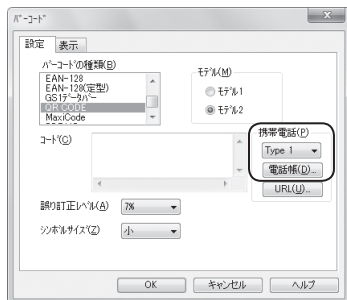 ﾊﾞｰｺｰﾄﾞ
設定
表示
ﾊﾞｰｺｰﾄﾞの種類(B)
EAN-128
EAN-128(定型)
GS1ﾃﾞｰﾀﾊﾞｰ
QR CODE
MaxiCode
ﾓﾃﾞﾙ(M)
ﾓﾃﾞﾙ1
ﾓﾃﾞﾙ2
ｺｰﾄﾞ(C)
携帯電話(P)
Type 1
電話帳(D)...
URL(U)...
誤り訂正ﾚﾍﾞﾙ(A)
7%
ｼﾝﾎﾞﾙｻｲｽﾞ(Z)
小
OK
キャンセル
ヘルプ